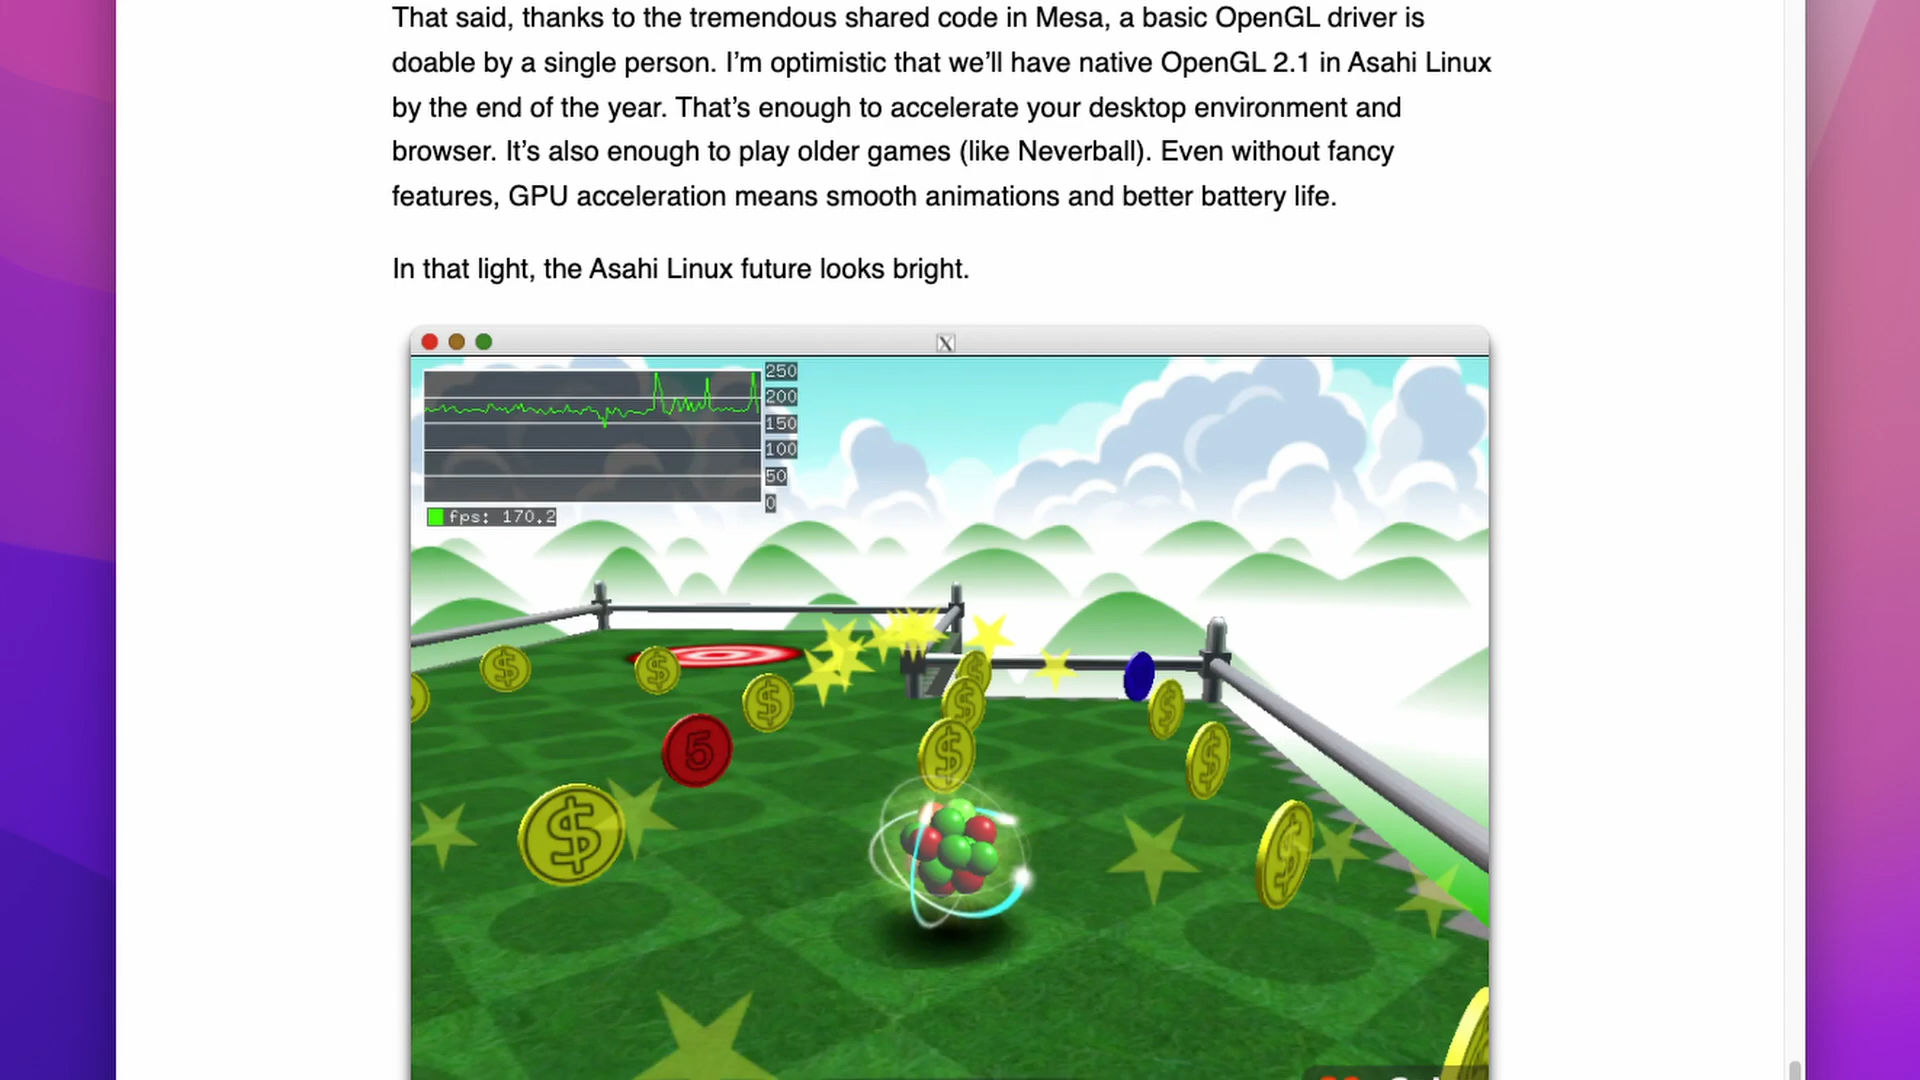 That said, thanks to the tremendous shared code in Mesa, a basic OpenGL driver is
doable by a single person. I’m optimistic that we’ll have native OpenGL 2.1 in Asahi Linux
by the end of the year. That’s enough to accelerate your desktop environment and
browser. It’s also enough to play older games (like Neverball). Even without fancy
features, GPU acceleration means smooth animations and better battery life.
In that light, the Asahi Linux future looks bright.
X
250
200
150
100
50
0
fps: 170.2
$
$
$
$
$
$
$
$
5
$
$